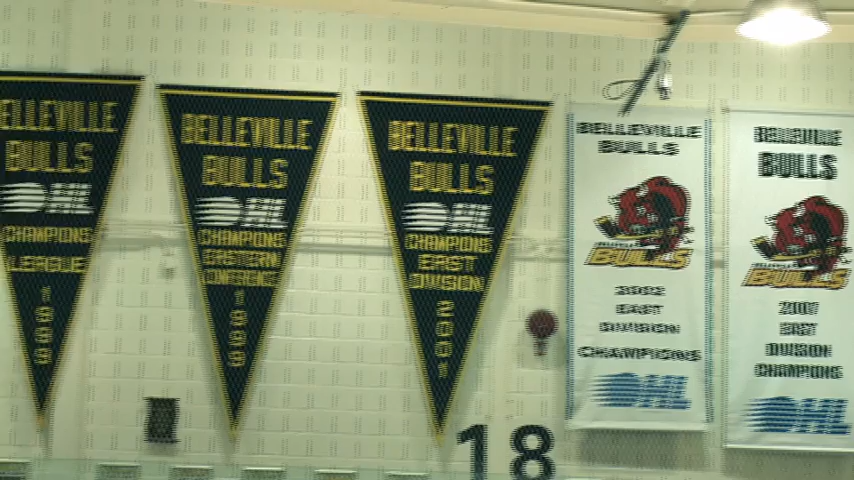 ELLEVILLE
BULLS
OHL
CHAMPIONS
LEAGUE
1999
BELLEVILLE
BULLS
OHL
CHAMPIONS
EASTERN
CONFERENCE
1999
BELLEVILLE
BULLS
OHL
CHAMPIONS
EAST
DIVISION
2001
BELLEVILLE
BULLS
BELLEVILLE
BULLS
2002
EAST
DIVISION
CHAMPIONS
OHL
BELLEVILLE
BULLS
BULLS
2007
EAST
DIVISION
CHAMPIONS
OHL
18